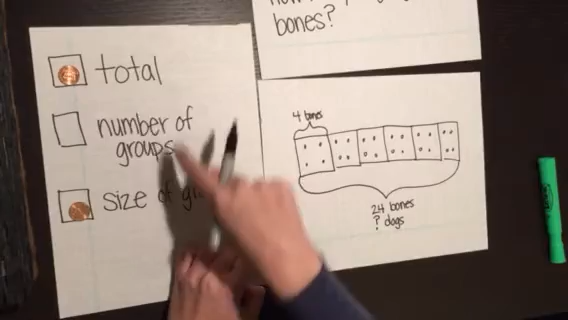 bones?
total
number of
groups
size of
4 bones
24 bones
? dogs